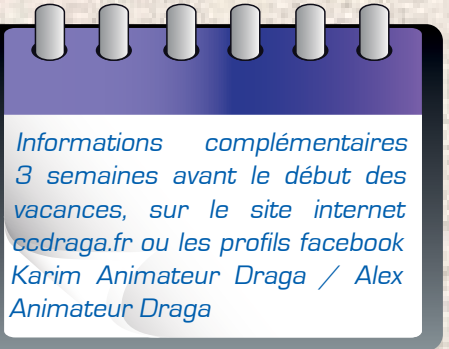 Informations complémentaires
3 semaines avant le début des
vacances, sur le site internet
ccdraga.fr ou les profils facebook
Karim Animateur Draga / Alex
Animateur Draga